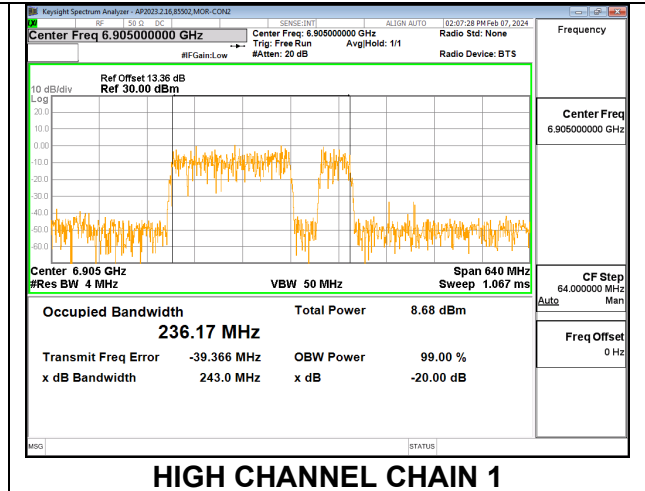 Keysight Spectrum Analyzer - AP2023.2.16,85502,MOR-CON2
RF 50 Ω DC SENSE:INT ALIGN AUTO 02:07:28 PM Feb 07, 2024
Center Freq 6.905000000 GHz
Center Freq: 6.905000000 GHz
Radio Std: None
Trig: Free Run Avg|Hold: 1/1
#IFGain:Low #Atten: 20 dB Radio Device: BTS
Frequency
Ref Offset 13.36 dB
10 dB/div Ref 30.00 dBm
Log
20.0
10.0
0.00
-10.0
-20.0
-30.0
-40.0
-50.0
-60.0
Center Freq
6.905000000 GHz
Center 6.905 GHz Span 640 MHz
#Res BW 4 MHz VBW 50 MHz Sweep 1.067 ms
CF Step
64.000000 MHz
Auto Man
Occupied Bandwidth Total Power 8.68 dBm
236.17 MHz
Transmit Freq Error -39.366 MHz OBW Power 99.00 %
x dB Bandwidth 243.0 MHz x dB -20.00 dB
Freq Offset
0 Hz
MSG STATUS
HIGH CHANNEL CHAIN 1